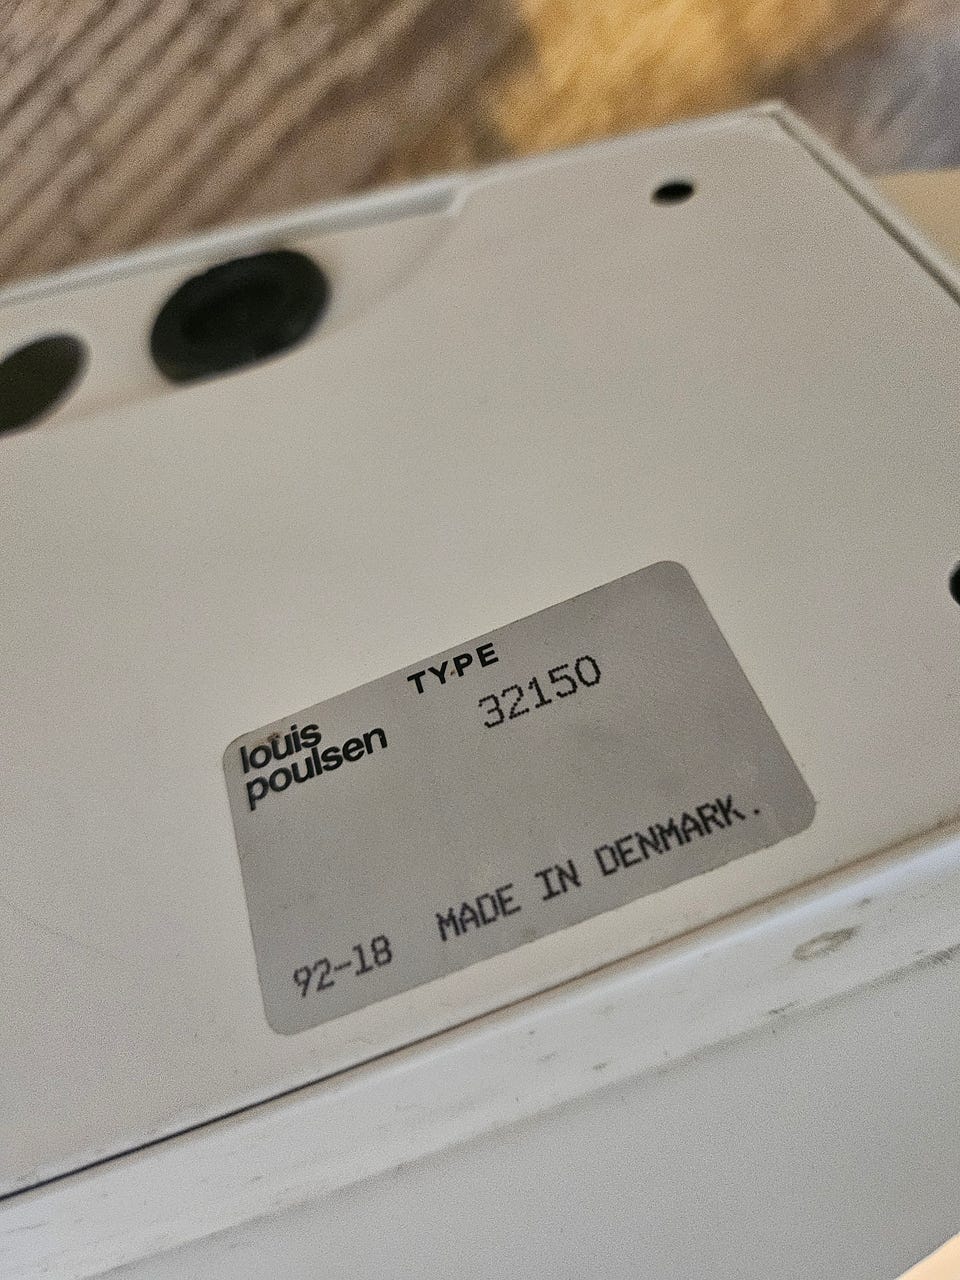 TYPE
32150
louis
poulsen
92-18 MADE IN DENMARK.